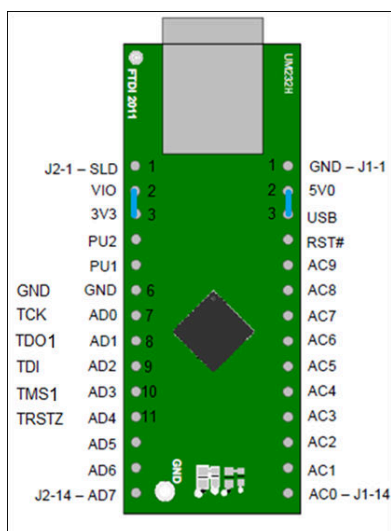 FTDI 2011
UM232H
J2-1 – SLD 1 1 GND – J1-1
VIO 2 2 5V0
3V3 3 3 USB
PU2 RST#
PU1 AC9
GND GND 6 AC8
TCK AD0 7 AC7
TDO1 AD1 8 AC6
TDI AD2 9 AC5
TMS1 AD3 10 AC4
TRSTZ AD4 11 AC3
AD5 AC2
AD6 GND AC1
J2-14 – AD7 AC0 – J1-14